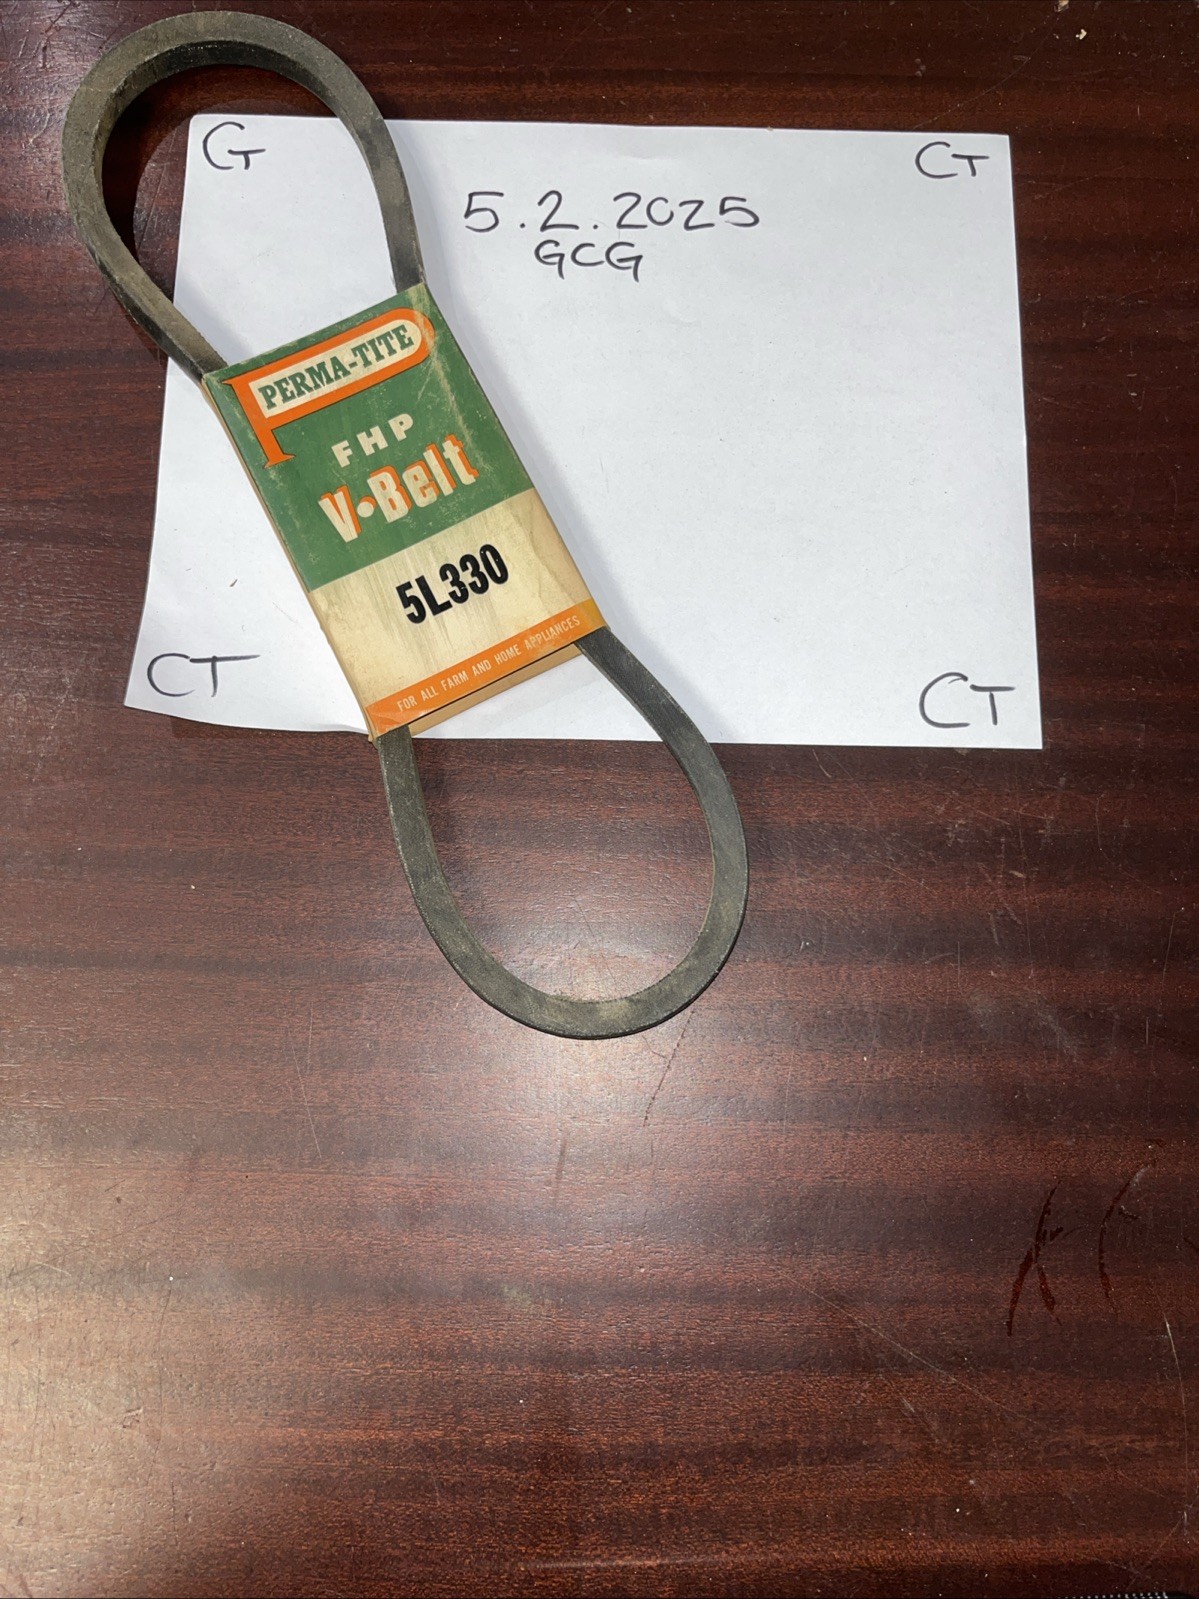 G
CT
5.2.2025
GCG
PERMA-TITE
FHP
V•Belt
5L330
FOR ALL FARM AND HOME APPLIANCES
CT
CT